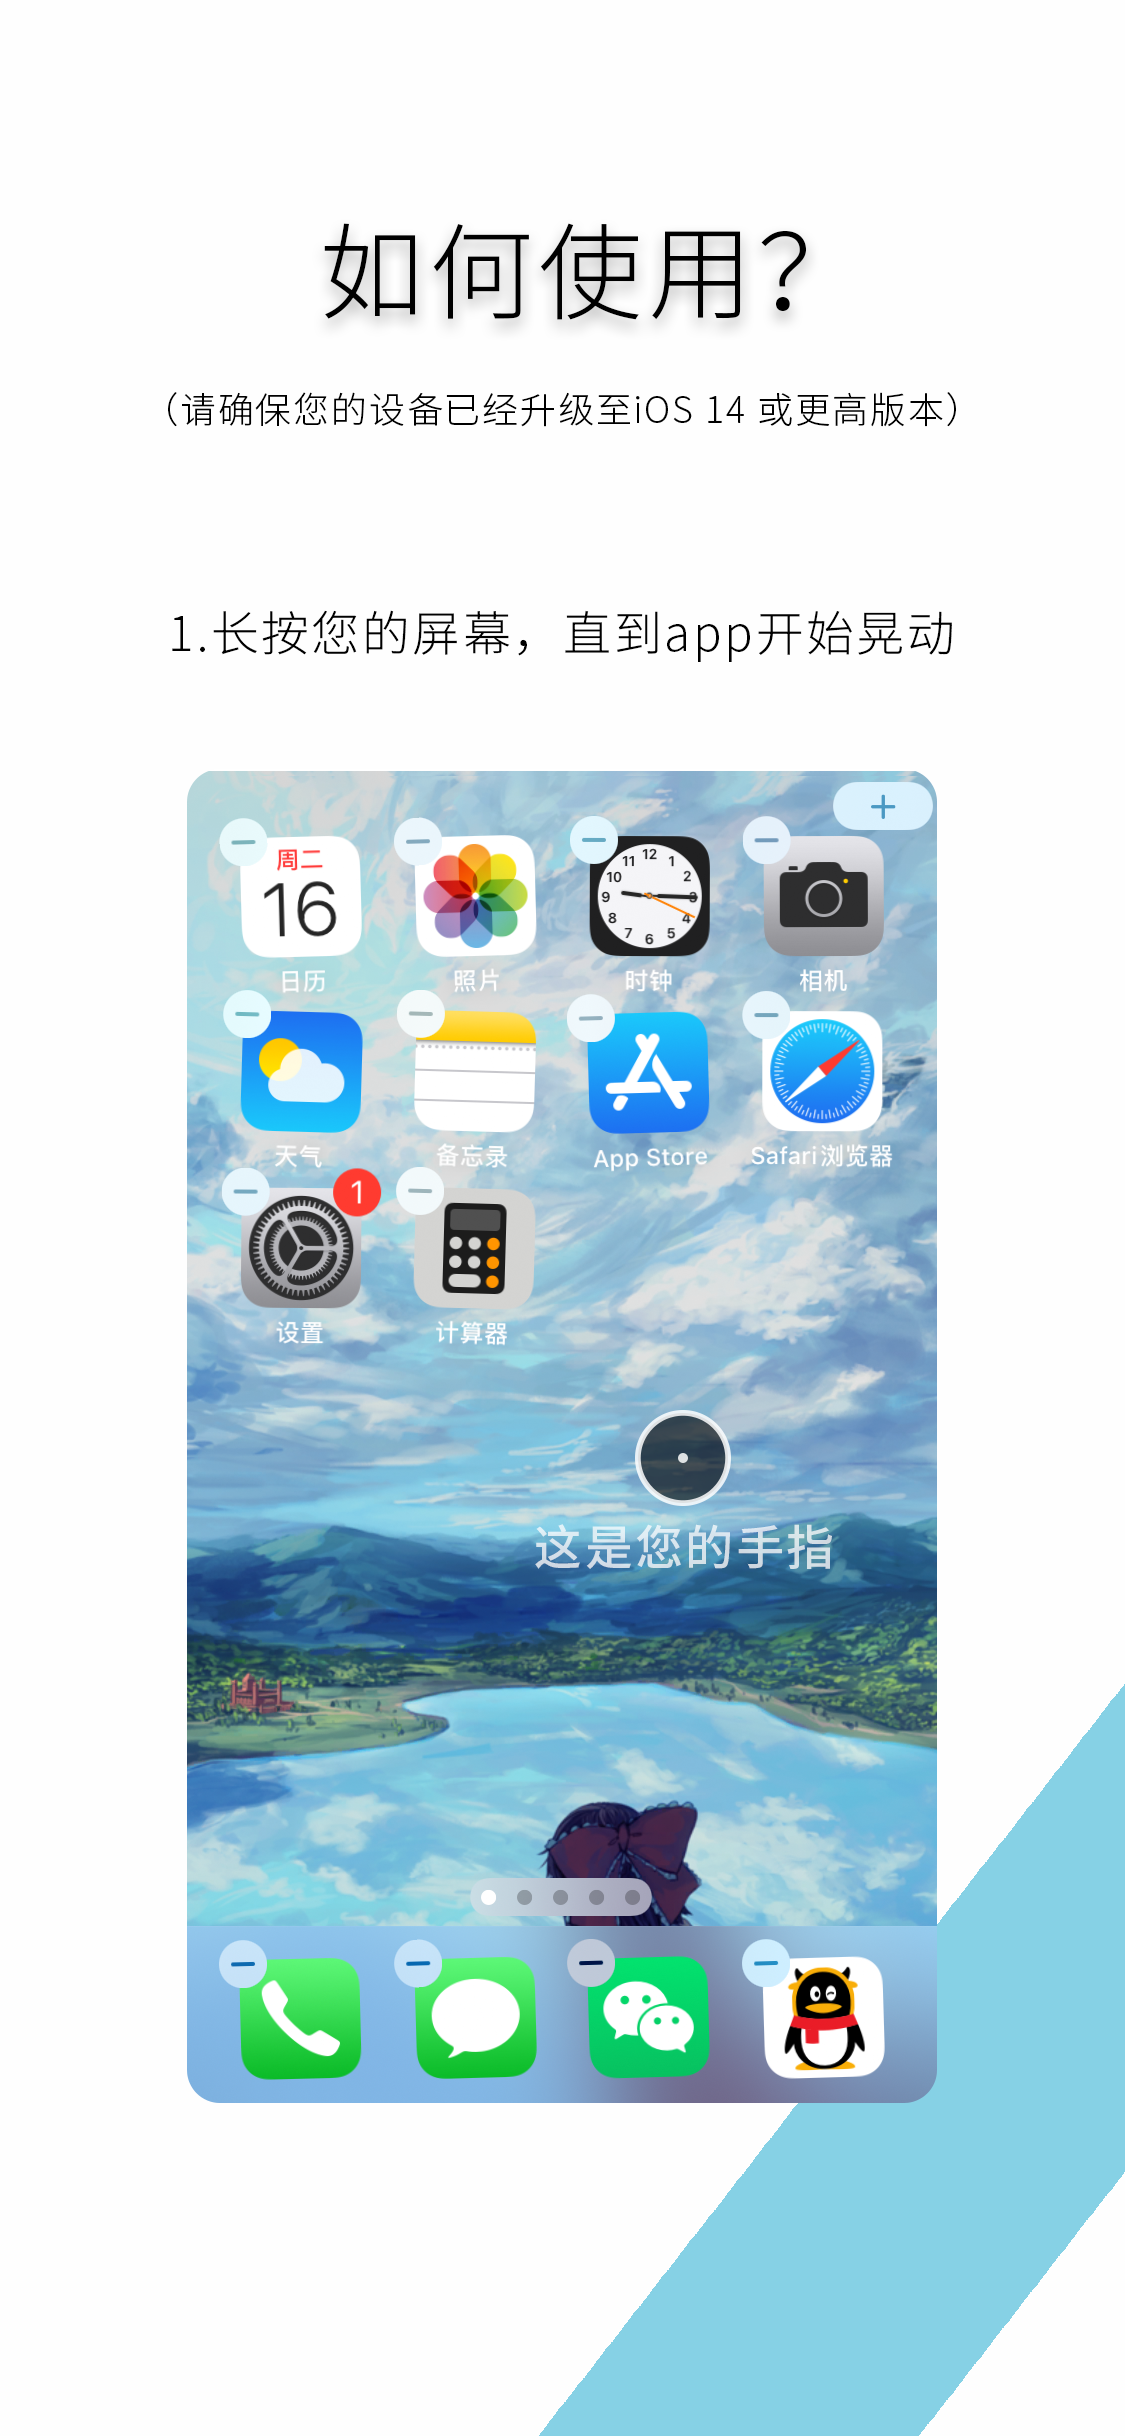 如何使用？
（请确保您的设备已经升级至iOS 14 或更高版本）
1.长按您的屏幕，直到app开始晃动
周二
16
12
1
2
3
4
5
6
7
8
9
10
11
日历
照片
时钟
相机
天气
备忘录
App Store
Safari浏览器
1
设置
计算器
这是您的手指